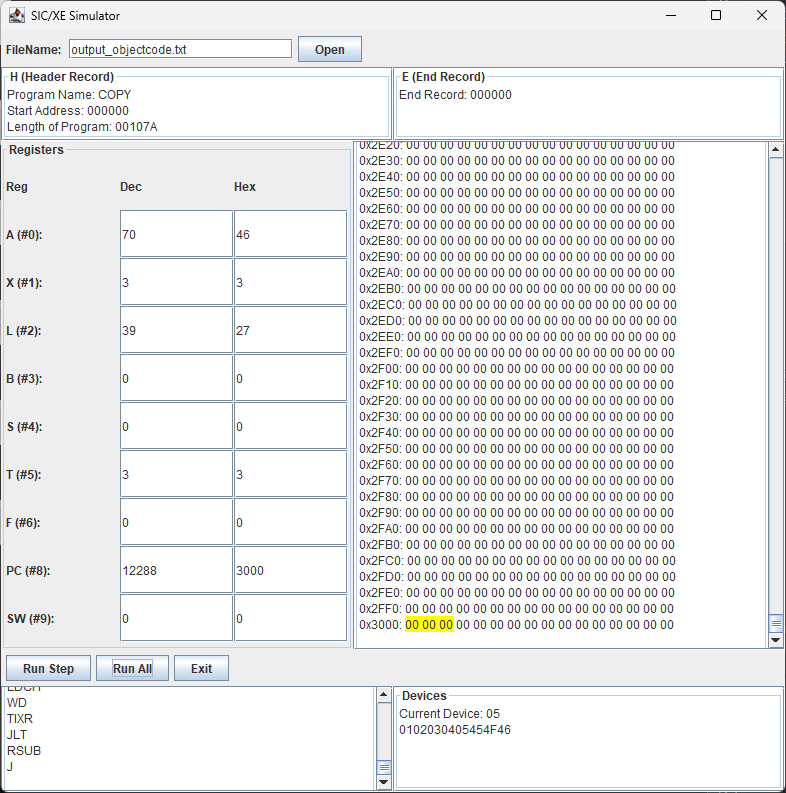 SIC/XE Simulator
FileName: output_objectcode.txt Open
H (Header Record)
Program Name: COPY
Start Address: 000000
Length of Program: 00107A
E (End Record)
End Record: 000000
Registers
Reg Dec Hex
A (#0): 70 46
X (#1): 3 3
L (#2): 39 27
B (#3): 0 0
S (#4): 0 0
T (#5): 3 3
F (#6): 0 0
PC (#8): 12288 3000
SW (#9): 0 0
0x2E20: 00 00 00 00 00 00 00 00 00 00 00 00 00 00 00 00
0x2E30: 00 00 00 00 00 00 00 00 00 00 00 00 00 00 00 00
0x2E40: 00 00 00 00 00 00 00 00 00 00 00 00 00 00 00 00
0x2E50: 00 00 00 00 00 00 00 00 00 00 00 00 00 00 00 00
0x2E60: 00 00 00 00 00 00 00 00 00 00 00 00 00 00 00 00
0x2E70: 00 00 00 00 00 00 00 00 00 00 00 00 00 00 00 00
0x2E80: 00 00 00 00 00 00 00 00 00 00 00 00 00 00 00 00
0x2E90: 00 00 00 00 00 00 00 00 00 00 00 00 00 00 00 00
0x2EA0: 00 00 00 00 00 00 00 00 00 00 00 00 00 00 00 00
0x2EB0: 00 00 00 00 00 00 00 00 00 00 00 00 00 00 00 00
0x2EC0: 00 00 00 00 00 00 00 00 00 00 00 00 00 00 00 00
0x2ED0: 00 00 00 00 00 00 00 00 00 00 00 00 00 00 00 00
0x2EE0: 00 00 00 00 00 00 00 00 00 00 00 00 00 00 00 00
0x2EF0: 00 00 00 00 00 00 00 00 00 00 00 00 00 00 00 00
0x2F00: 00 00 00 00 00 00 00 00 00 00 00 00 00 00 00 00
0x2F10: 00 00 00 00 00 00 00 00 00 00 00 00 00 00 00 00
0x2F20: 00 00 00 00 00 00 00 00 00 00 00 00 00 00 00 00
0x2F30: 00 00 00 00 00 00 00 00 00 00 00 00 00 00 00 00
0x2F40: 00 00 00 00 00 00 00 00 00 00 00 00 00 00 00 00
0x2F50: 00 00 00 00 00 00 00 00 00 00 00 00 00 00 00 00
0x2F60: 00 00 00 00 00 00 00 00 00 00 00 00 00 00 00 00
0x2F70: 00 00 00 00 00 00 00 00 00 00 00 00 00 00 00 00
0x2F80: 00 00 00 00 00 00 00 00 00 00 00 00 00 00 00 00
0x2F90: 00 00 00 00 00 00 00 00 00 00 00 00 00 00 00 00
0x2FA0: 00 00 00 00 00 00 00 00 00 00 00 00 00 00 00 00
0x2FB0: 00 00 00 00 00 00 00 00 00 00 00 00 00 00 00 00
0x2FC0: 00 00 00 00 00 00 00 00 00 00 00 00 00 00 00 00
0x2FD0: 00 00 00 00 00 00 00 00 00 00 00 00 00 00 00 00
0x2FE0: 00 00 00 00 00 00 00 00 00 00 00 00 00 00 00 00
0x2FF0: 00 00 00 00 00 00 00 00 00 00 00 00 00 00 00 00
0x3000: 00 00 00 00 00 00 00 00 00 00 00 00 00 00 00 00
Run Step Run All Exit
LDCH
WD
TIXR
JLT
RSUB
J
Devices
Current Device: 05
0102030405454F46